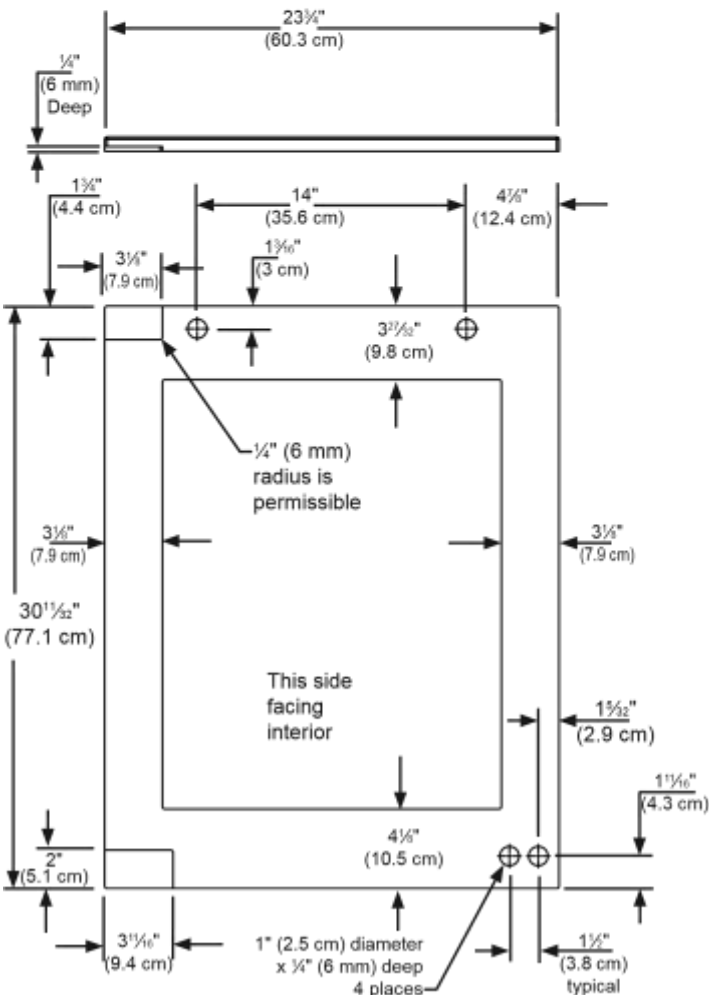 23¾"
(60.3 cm)
¼"
(6 mm)
Deep
1¾"
(4.4 cm)
14"
(35.6 cm)
4⅞"
(12.4 cm)
3⅛"
(7.9 cm)
1³⁄₁₆"
(3 cm)
3²⁷⁄₃₂"
(9.8 cm)
¼" (6 mm)
radius is
permissible
3⅛"
(7.9 cm)
3⅛"
(7.9 cm)
30¹¹⁄₃₂"
(77.1 cm)
This side
facing
interior
1⁵⁄₃₂"
(2.9 cm)
1¹¹⁄₁₆"
(4.3 cm)
2"
(5.1 cm)
4⅛"
(10.5 cm)
3¹¹⁄₁₆"
(9.4 cm)
1" (2.5 cm) diameter
x ¼" (6 mm) deep
4 places
1½"
(3.8 cm)
typical